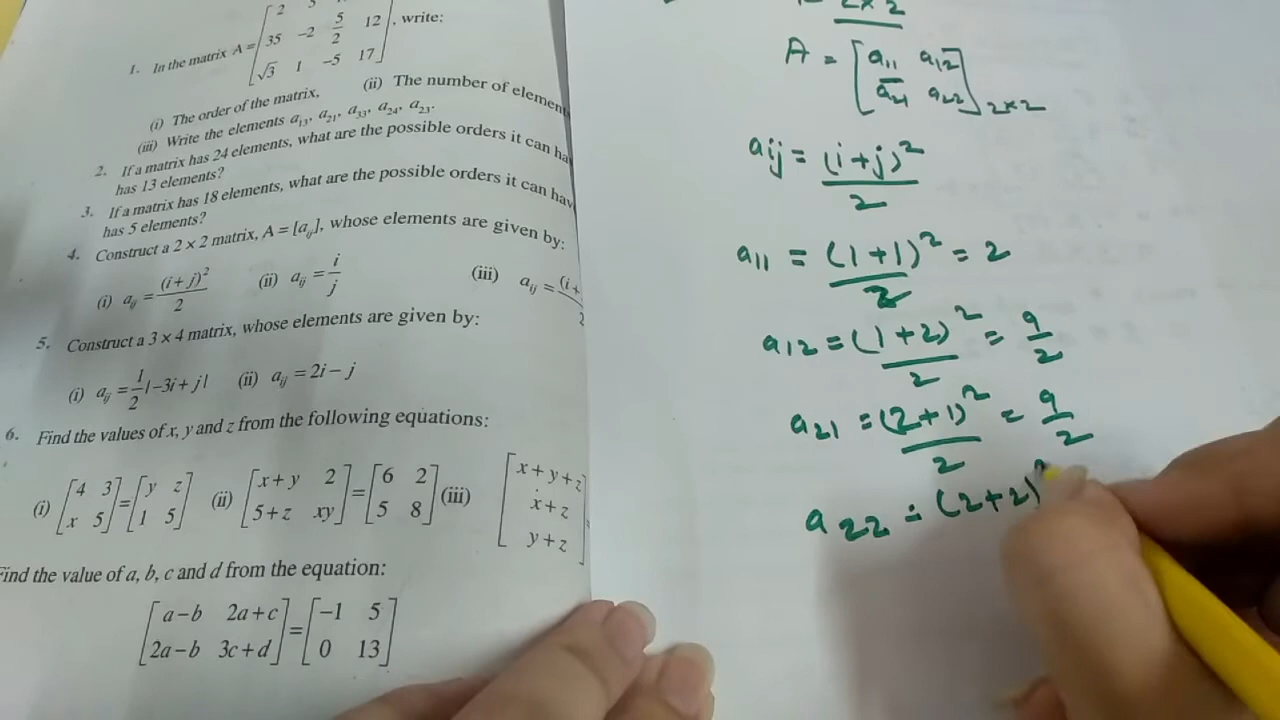 1. In the matrix A = [2 5
35 -2 5/2 12
√3 1 -5 17], write:
(i) The order of the matrix, (ii) The number of element
(iii) Write the elements a₁₃, a₂₁, a₃₃, a₂₄, a₂₃.
2. If a matrix has 24 elements, what are the possible orders it can ha
has 13 elements?
3. If a matrix has 18 elements, what are the possible orders it can hav
has 5 elements?
4. Construct a 2 × 2 matrix, A = [aᵢⱼ], whose elements are given by:
(i) aᵢⱼ = (i + j)²/2 (ii) aᵢⱼ = i/j (iii) aᵢⱼ = (i +/2
5. Construct a 3 × 4 matrix, whose elements are given by:
(i) aᵢⱼ = 1/2 |-3i + j| (ii) aᵢⱼ = 2i - j
6. Find the values of x, y and z from the following equations:
(i) [4 3; x 5] = [y z; 1 5] (ii) [x + y 2; 5 + z xy] = [6 2; 5 8] (iii) [x + y + z; x + z; y + z
Find the value of a, b, c and d from the equation:
[a - b 2a + c; 2a - b 3c + d] = [-1 5; 0 13]
2×2
A = [a₁₁ a₁₂; a₂₁ a₂₂]₂×₂
aij = (i+j)²/2
a₁₁ = (1+1)²/2 = 2
a₁₂ = (1+2)²/2 = 9/2
a₂₁ = (2+1)²/2 = 9/2
a₂₂ = (2+2)